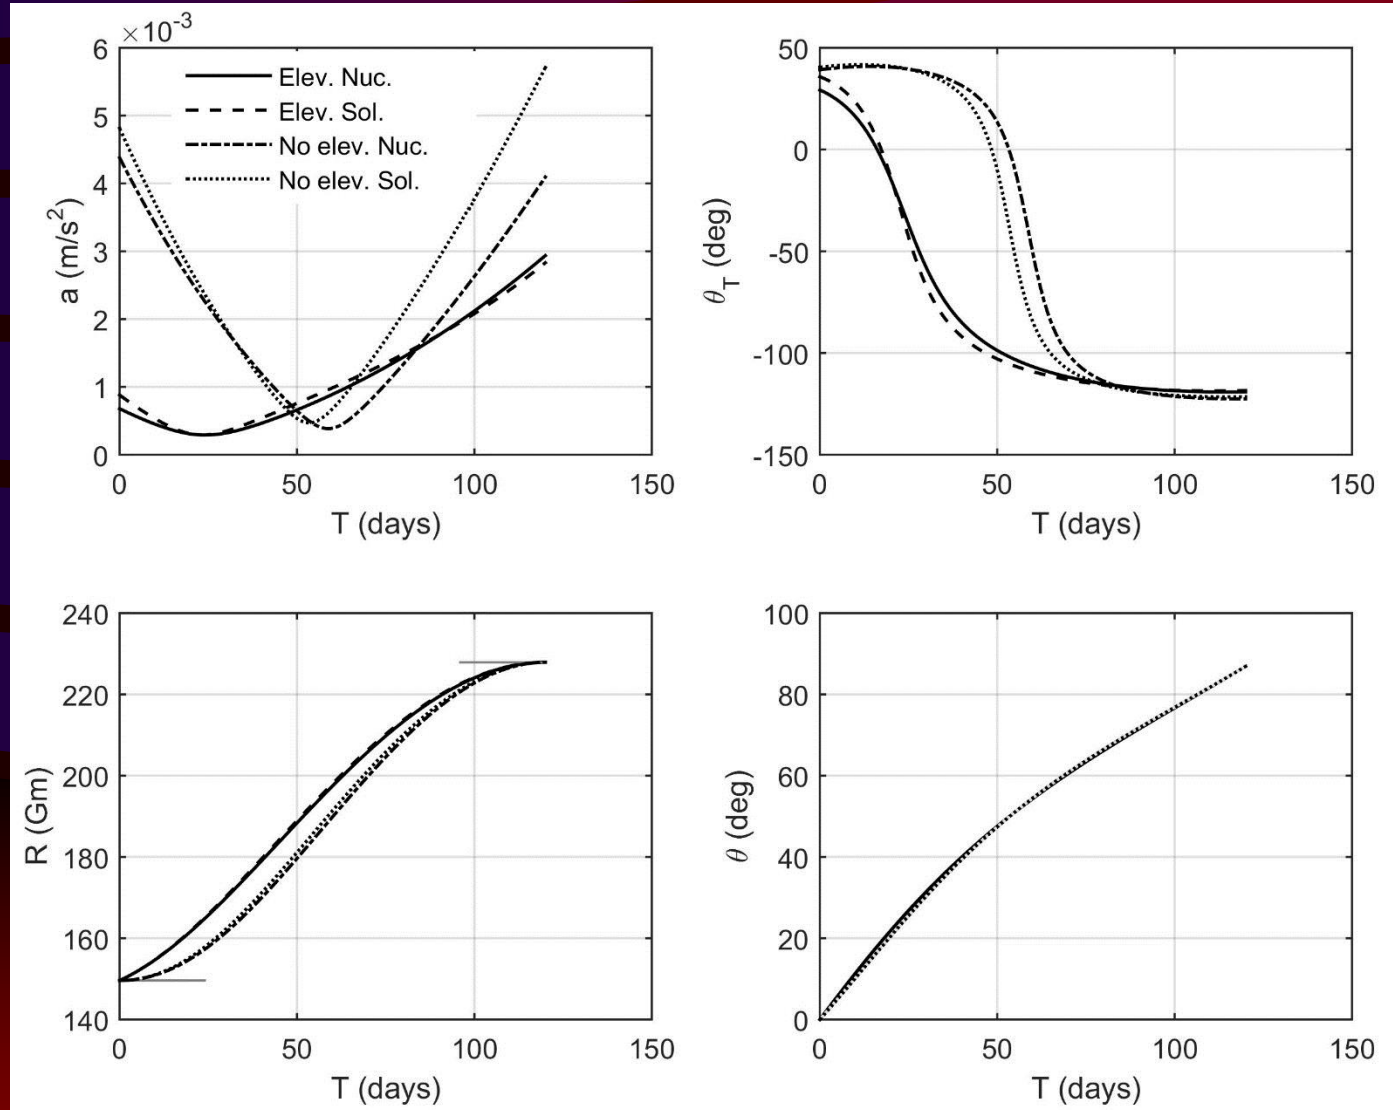 ×10⁻³
6
5
4
3
2
1
0
a (m/s²)
Elev. Nuc.
Elev. Sol.
No elev. Nuc.
No elev. Sol.
0 50 100 150
T (days)
50
0
-50
-100
-150
θ_T (deg)
0 50 100 150
T (days)
240
220
200
180
160
140
R (Gm)
0 50 100 150
T (days)
100
80
60
40
20
0
θ (deg)
0 50 100 150
T (days)